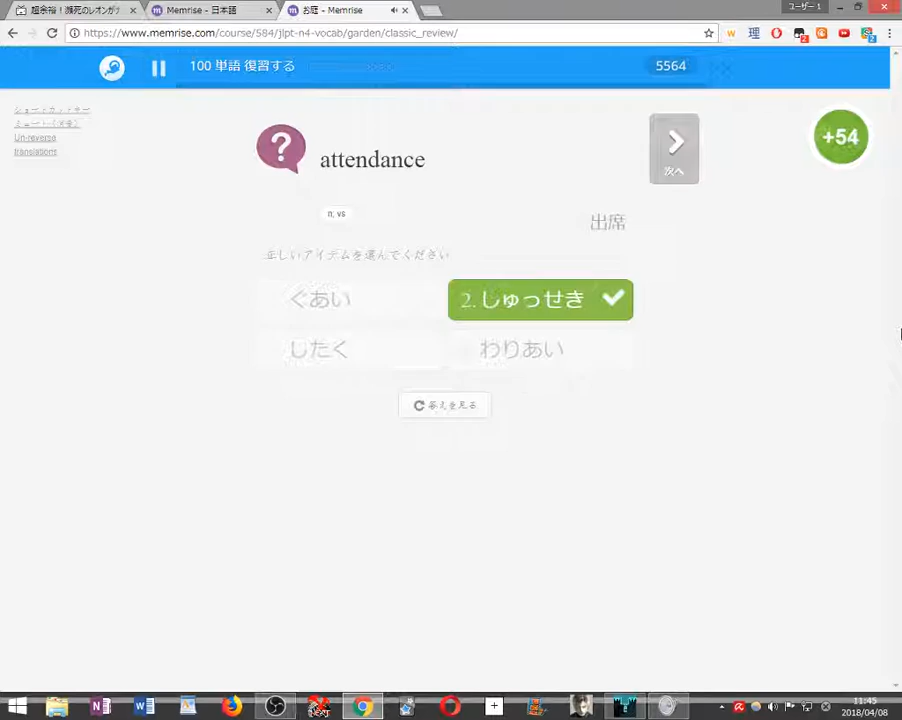 超余裕！瀕死のレオンが
Memrise - 日本語
お庭 - Memrise
ユーザー 1
https://www.memrise.com/course/584/jlpt-n4-vocab/garden/classic_review/
100 単語 復習する
5564
Un-reverse
translations
attendance
次へ
+54
n, vs
出席
正しいアイテムを選んでください
ぐあい
2. しゅっせき
したく
わりあい
答えを見る
11:45
2018/04/08